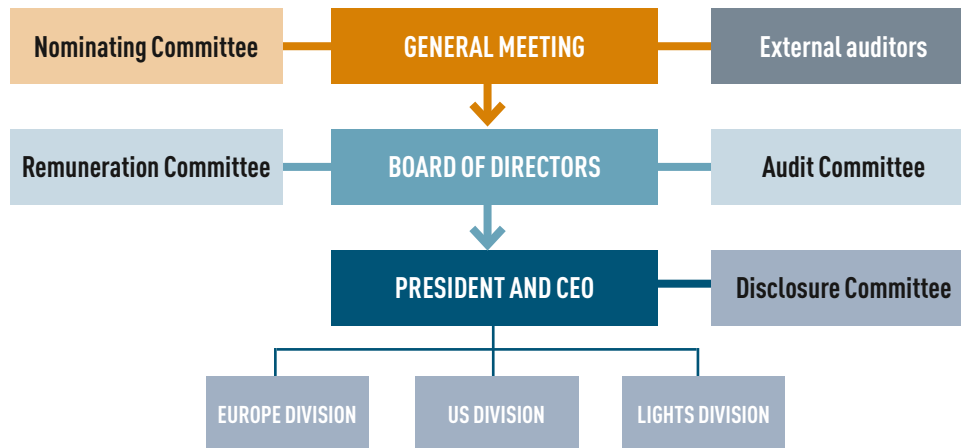 Nominating Committee
GENERAL MEETING
External auditors
Remuneration Committee
BOARD OF DIRECTORS
Audit Committee
PRESIDENT AND CEO
Disclosure Committee
EUROPE DIVISION
US DIVISION
LIGHTS DIVISION